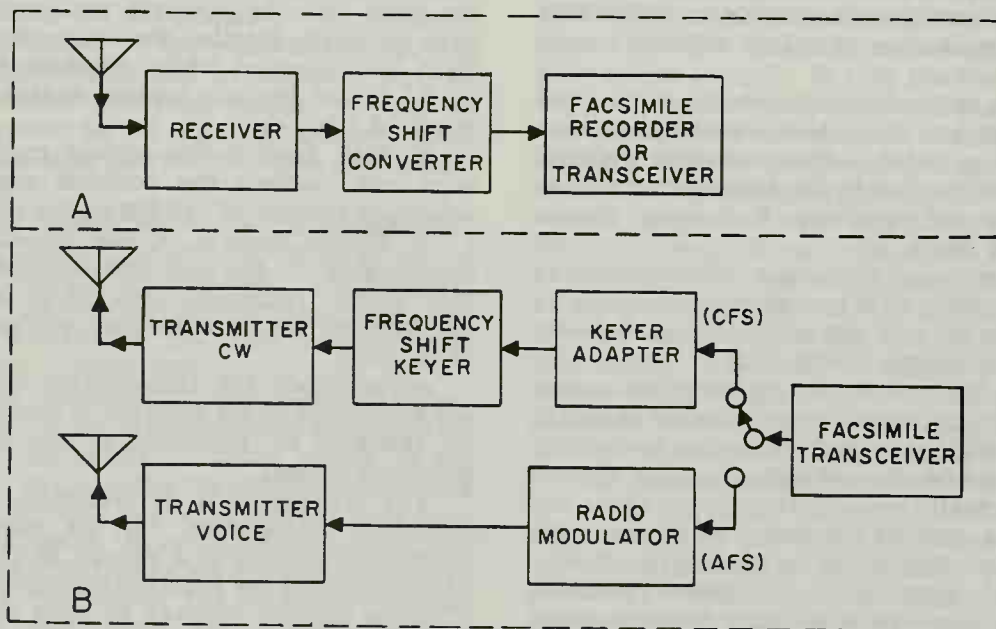 RECEIVER
FREQUENCY
SHIFT
CONVERTER
FACSIMILE
RECORDER
OR
TRANSCEIVER
A
TRANSMITTER
CW
FREQUENCY
SHIFT
KEYER
KEYER
ADAPTER
(CFS)
FACSIMILE
TRANSCEIVER
TRANSMITTER
VOICE
RADIO
MODULATOR
(AFS)
B